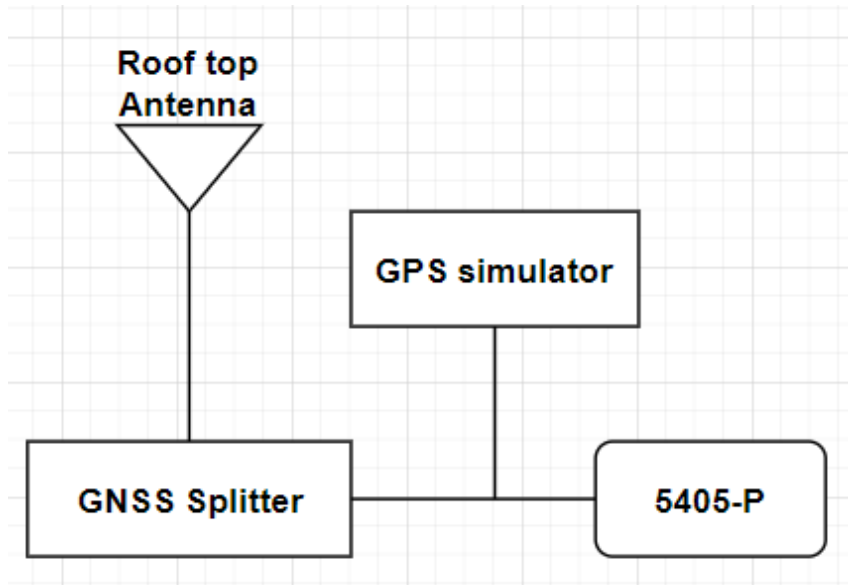 Roof top
Antenna
GPS simulator
GNSS Splitter
5405-P